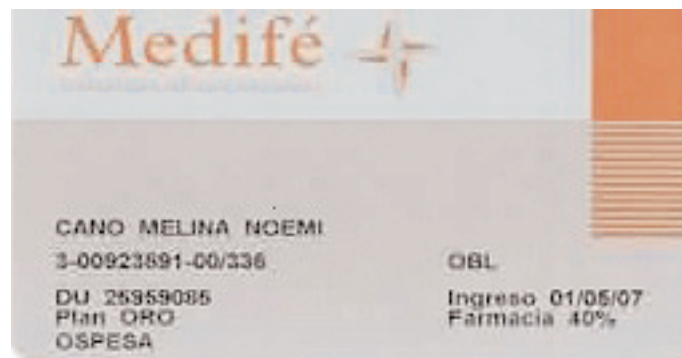 Medifé
CANO MELINA NOEMI
3-00923891-00/336 OBL
DU 25959085 Ingreso 01/05/07
Plan ORO Farmacia 40%
OSPESA